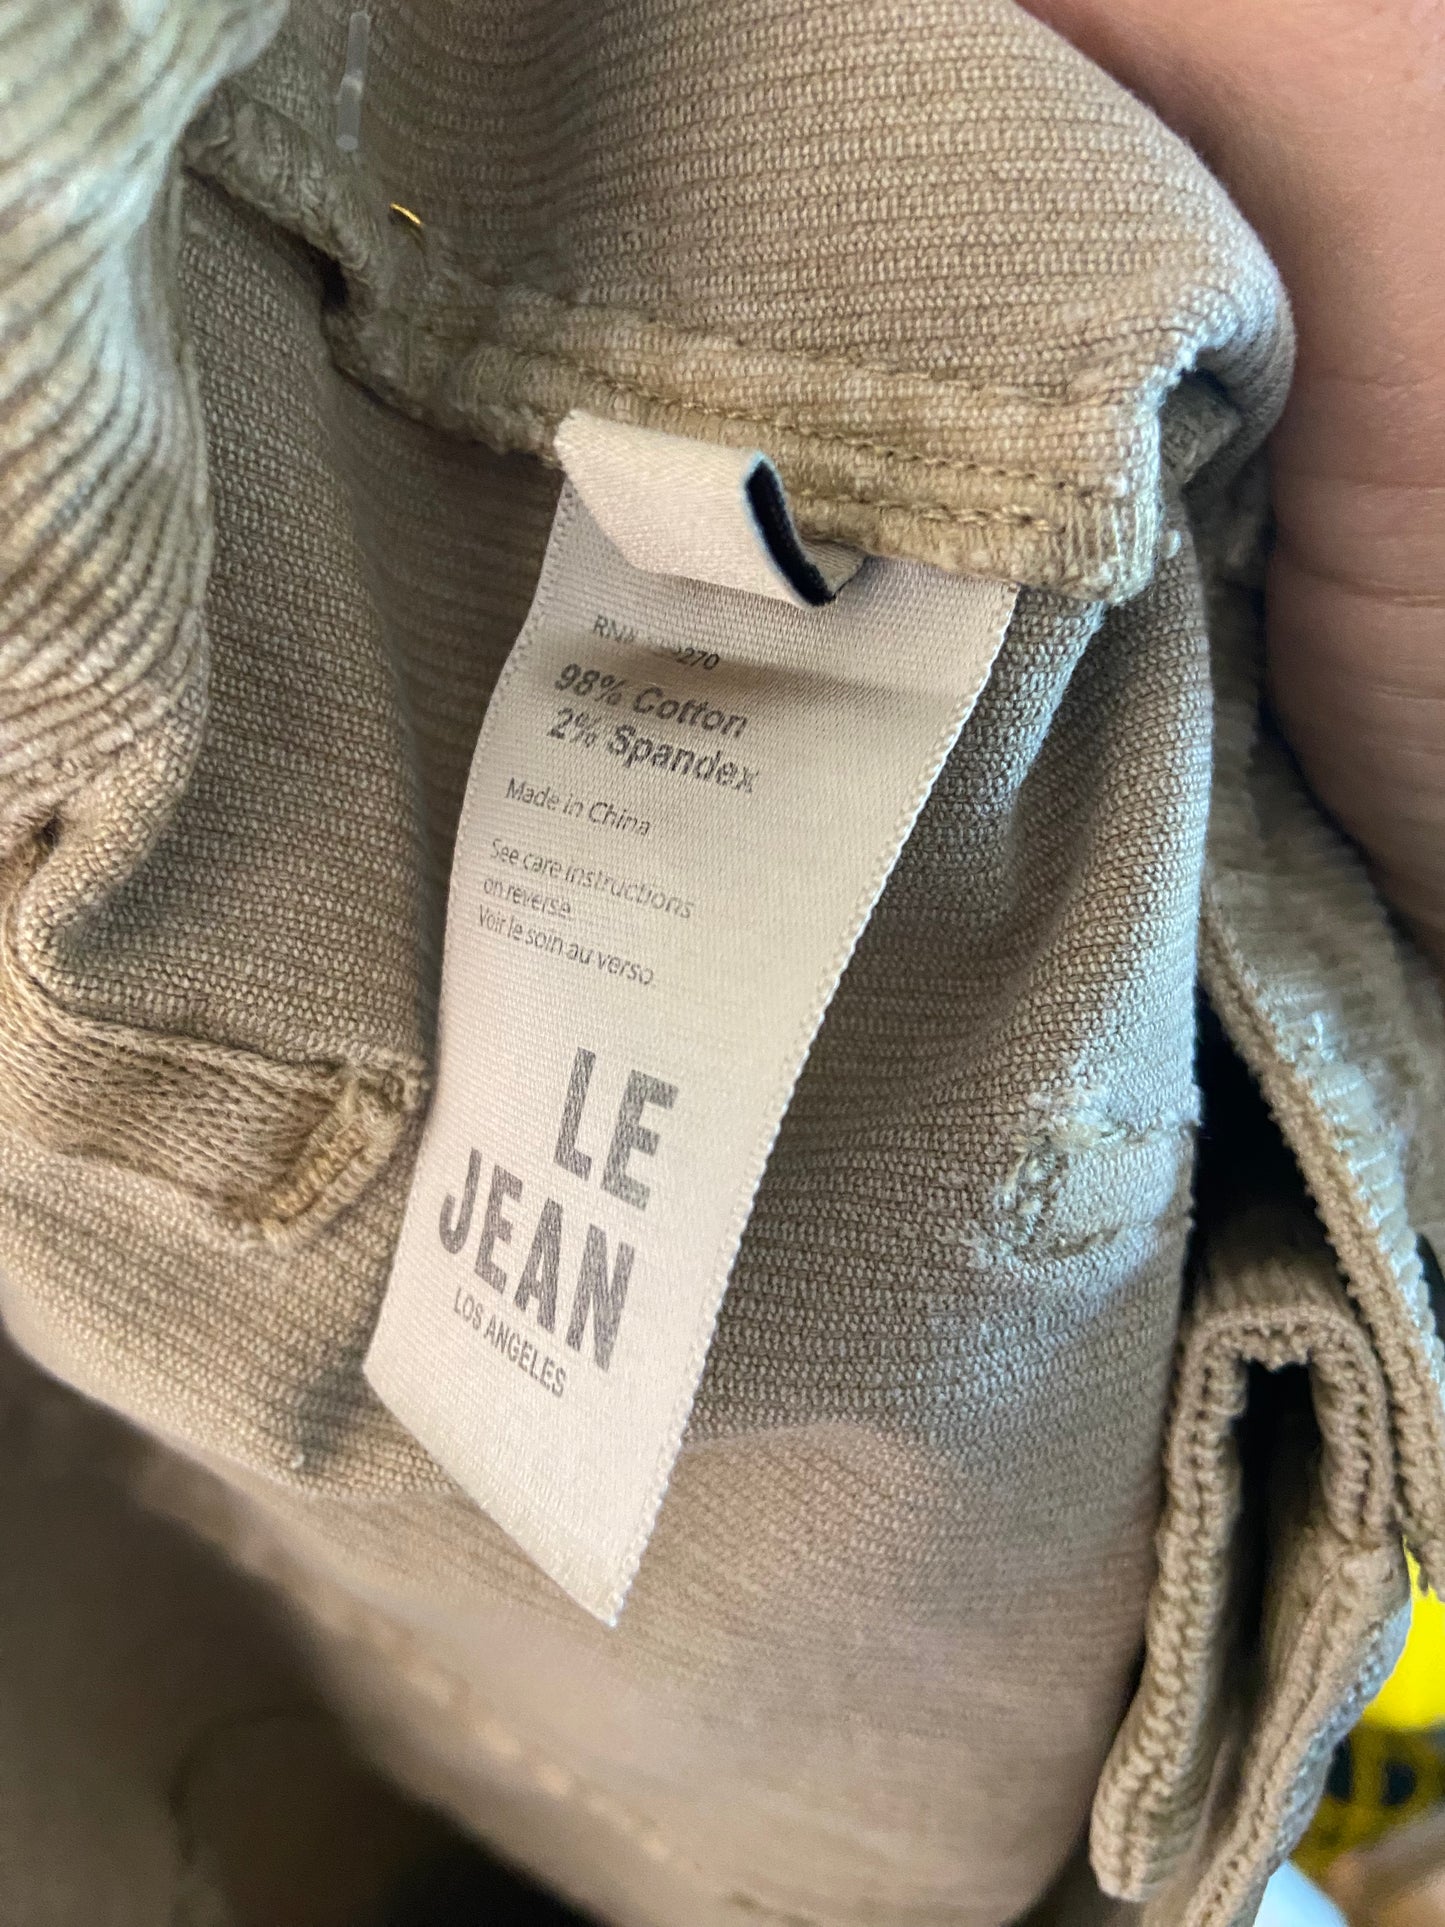 98% Cotton
2% Spandex
Made in China
See care instructions
on reverse
Voir le soin au verso
LE
JEAN
LOS ANGELES